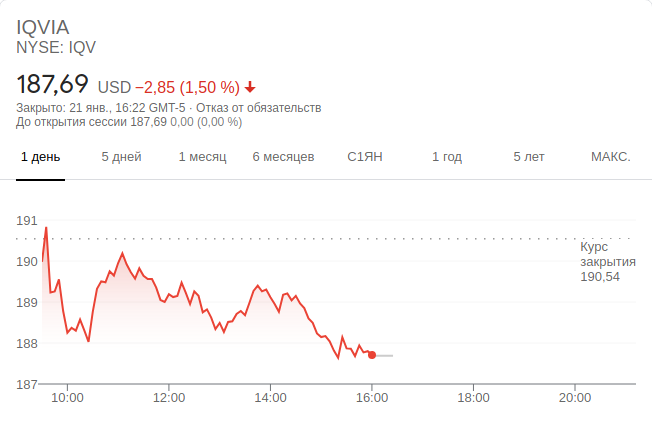 IQVIA
NYSE: IQV
187,69 USD −2,85 (1,50 %)
Закрыто: 21 янв., 16:22 GMT-5 · Отказ от обязательств
До открытия сессии 187,69 0,00 (0,00 %)
1 день 5 дней 1 месяц 6 месяцев С1ЯН 1 год 5 лет МАКС.
191
Курс
закрытия
190,54
190
189
188
187
10:00 12:00 14:00 16:00 18:00 20:00